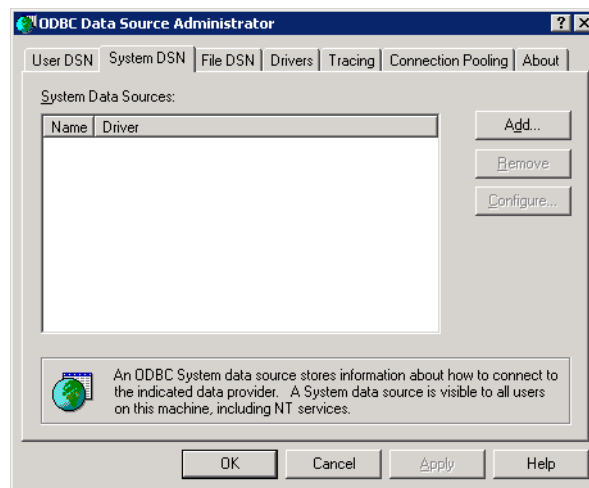 ODBC Data Source Administrator
User DSN System DSN File DSN Drivers Tracing Connection Pooling About
System Data Sources:
Name Driver
Add...
Remove
Configure...
An ODBC System data source stores information about how to connect to
the indicated data provider. A System data source is visible to all users
on this machine, including NT services.
OK Cancel Apply Help